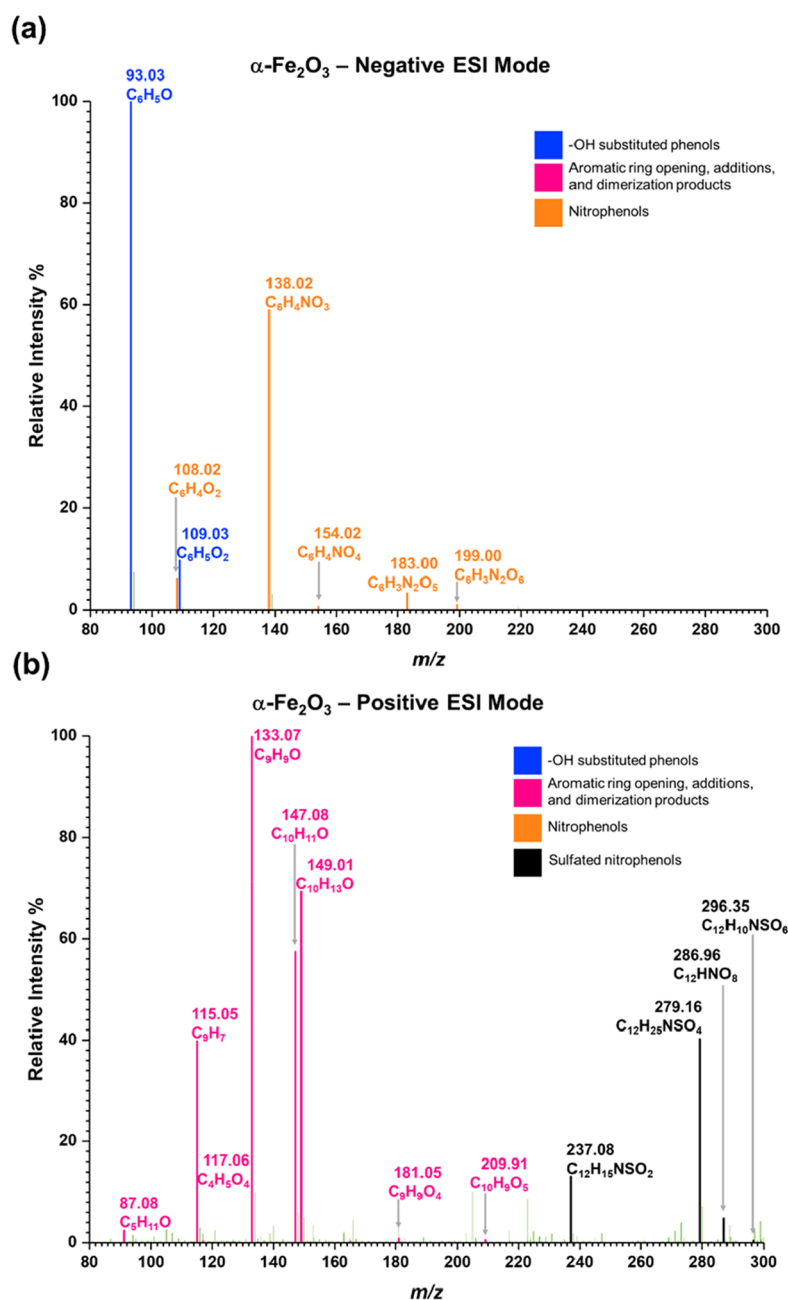 (a)
α-Fe₂O₃ – Negative ESI Mode
93.03
C₆H₅O
100
80
60
40
20
0
Relative Intensity %
-OH substituted phenols
Aromatic ring opening, additions,
and dimerization products
Nitrophenols
138.02
C₆H₄NO₃
108.02
C₆H₄O₂
109.03
C₆H₅O₂
154.02
C₆H₄NO₄
183.00
C₆H₃N₂O₅
199.00
C₆H₃N₂O₆
80 100 120 140 160 180 200 220 240 260 280 300
m/z
(b)
α-Fe₂O₃ – Positive ESI Mode
100
80
60
40
20
0
Relative Intensity %
133.07
C₉H₉O
-OH substituted phenols
Aromatic ring opening, additions,
and dimerization products
Nitrophenols
Sulfated nitrophenols
147.08
C₁₀H₁₁O
149.01
C₁₀H₁₃O
296.35
C₁₂H₁₀NSO₆
286.96
C₁₂HNO₈
279.16
C₁₂H₂₅NSO₄
115.05
C₉H₇
117.06
C₄H₅O₄
87.08
C₅H₁₁O
181.05
C₉H₉O₄
209.91
C₁₀H₉O₅
237.08
C₁₂H₁₅NSO₂
80 100 120 140 160 180 200 220 240 260 280 300
m/z